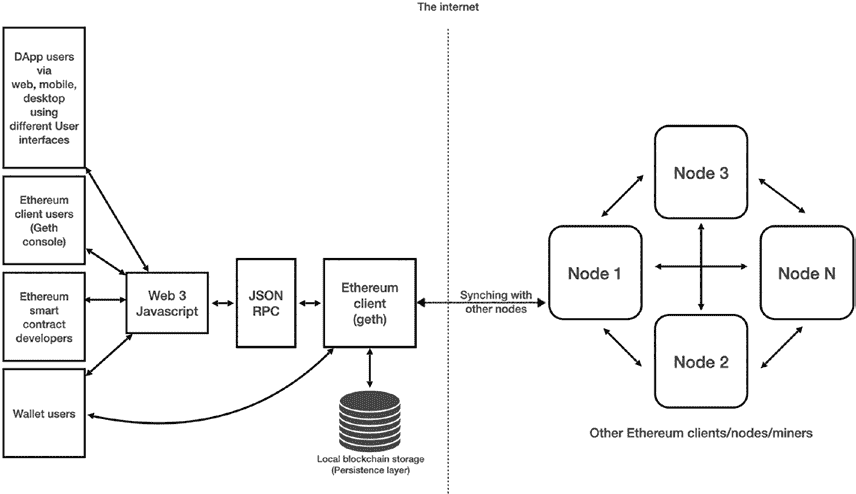 The internet
DApp users
via
web, mobile,
desktop
using
different User
interfaces
Ethereum
client users
(Geth
console)
Ethereum
smart
contract
developers
Wallet users
Web 3
Javascript
JSON
RPC
Ethereum
client
(geth)
Local blockchain storage
(Persistence layer)
Synching with
other nodes
Node 3
Node 1
Node N
Node 2
Other Ethereum clients/nodes/miners